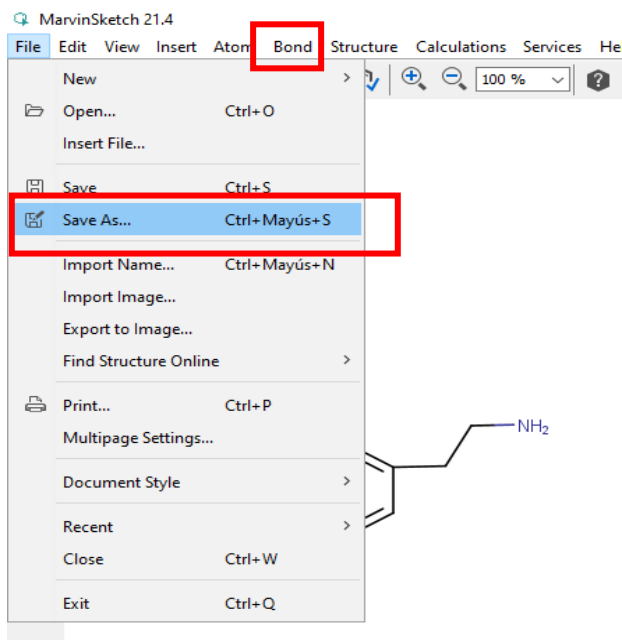 MarvinSketch 21.4
File Edit View Insert Atom Bond Structure Calculations Services He
New
100 %
Open... Ctrl+O
Insert File...
Save Ctrl+S
Save As... Ctrl+Mayús+S
Import Name... Ctrl+Mayús+N
Import Image...
Export to Image...
Find Structure Online
Print... Ctrl+P
NH₂
Multipage Settings...
Document Style
Recent
Close Ctrl+W
Exit Ctrl+Q